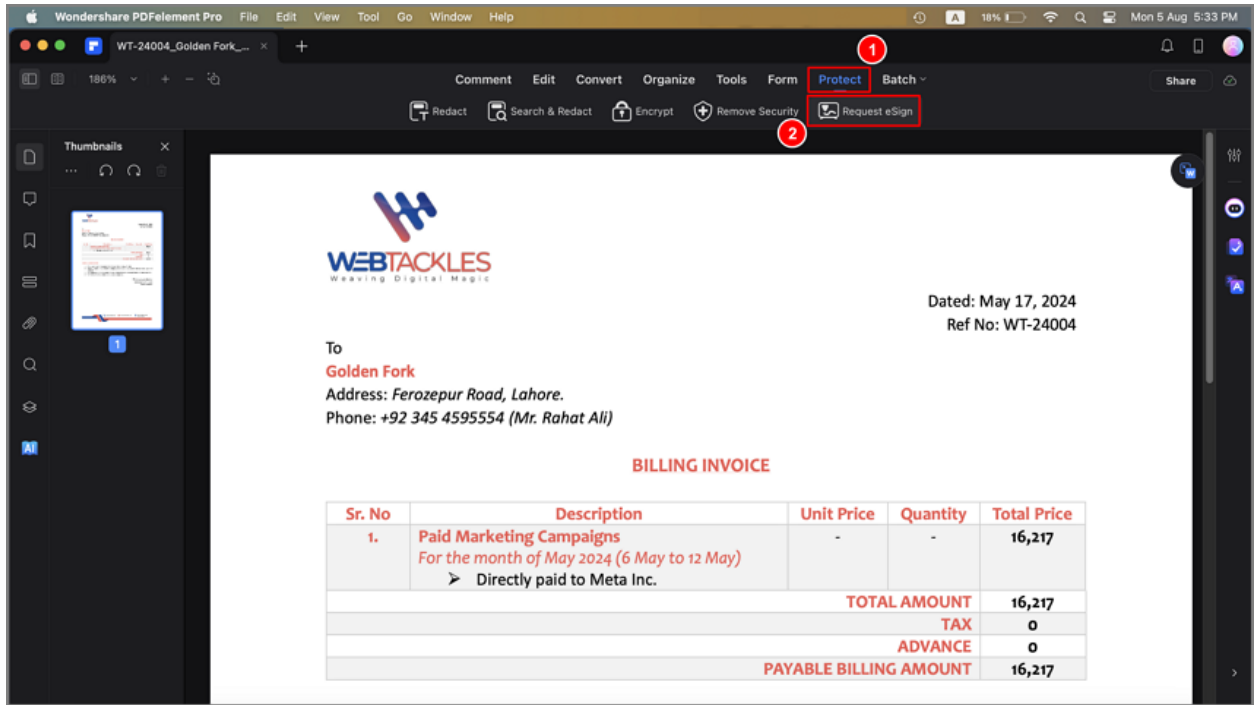 Wondershare PDFelement Pro File Edit View Tool Go Window Help A 18% Mon 5 Aug 5:33 PM
WT-24004_Golden Fork_... × +
1
186% + − Comment Edit Convert Organize Tools Form Protect Batch Share
Redact Search & Redact Encrypt Remove Security Request eSign
2
Thumbnails ×
...
W
WEBTACKLES
Weaving Digital Magic
Dated: May 17, 2024
Ref No: WT-24004
1
To
Golden Fork
Address: Ferozepur Road, Lahore.
Phone: +92 345 4595554 (Mr. Rahat Ali)
AI
BILLING INVOICE
Sr. No Description Unit Price Quantity Total Price
1. Paid Marketing Campaigns - - 16,217
For the month of May 2024 (6 May to 12 May)
➢ Directly paid to Meta Inc.
TOTAL AMOUNT 16,217
TAX 0
ADVANCE 0
PAYABLE BILLING AMOUNT 16,217